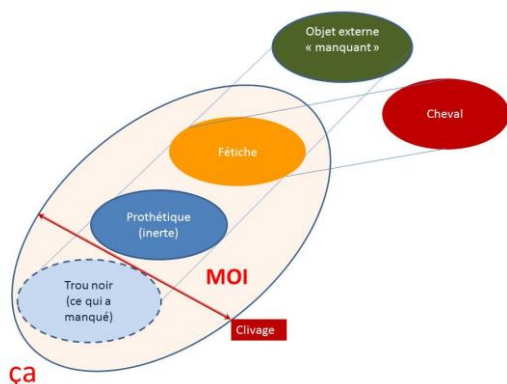 Objet externe
« manquant »
Cheval
Fétiche
Prothétique
(inerte)
MOI
Trou noir
(ce qui a
manqué)
Clivage
ça